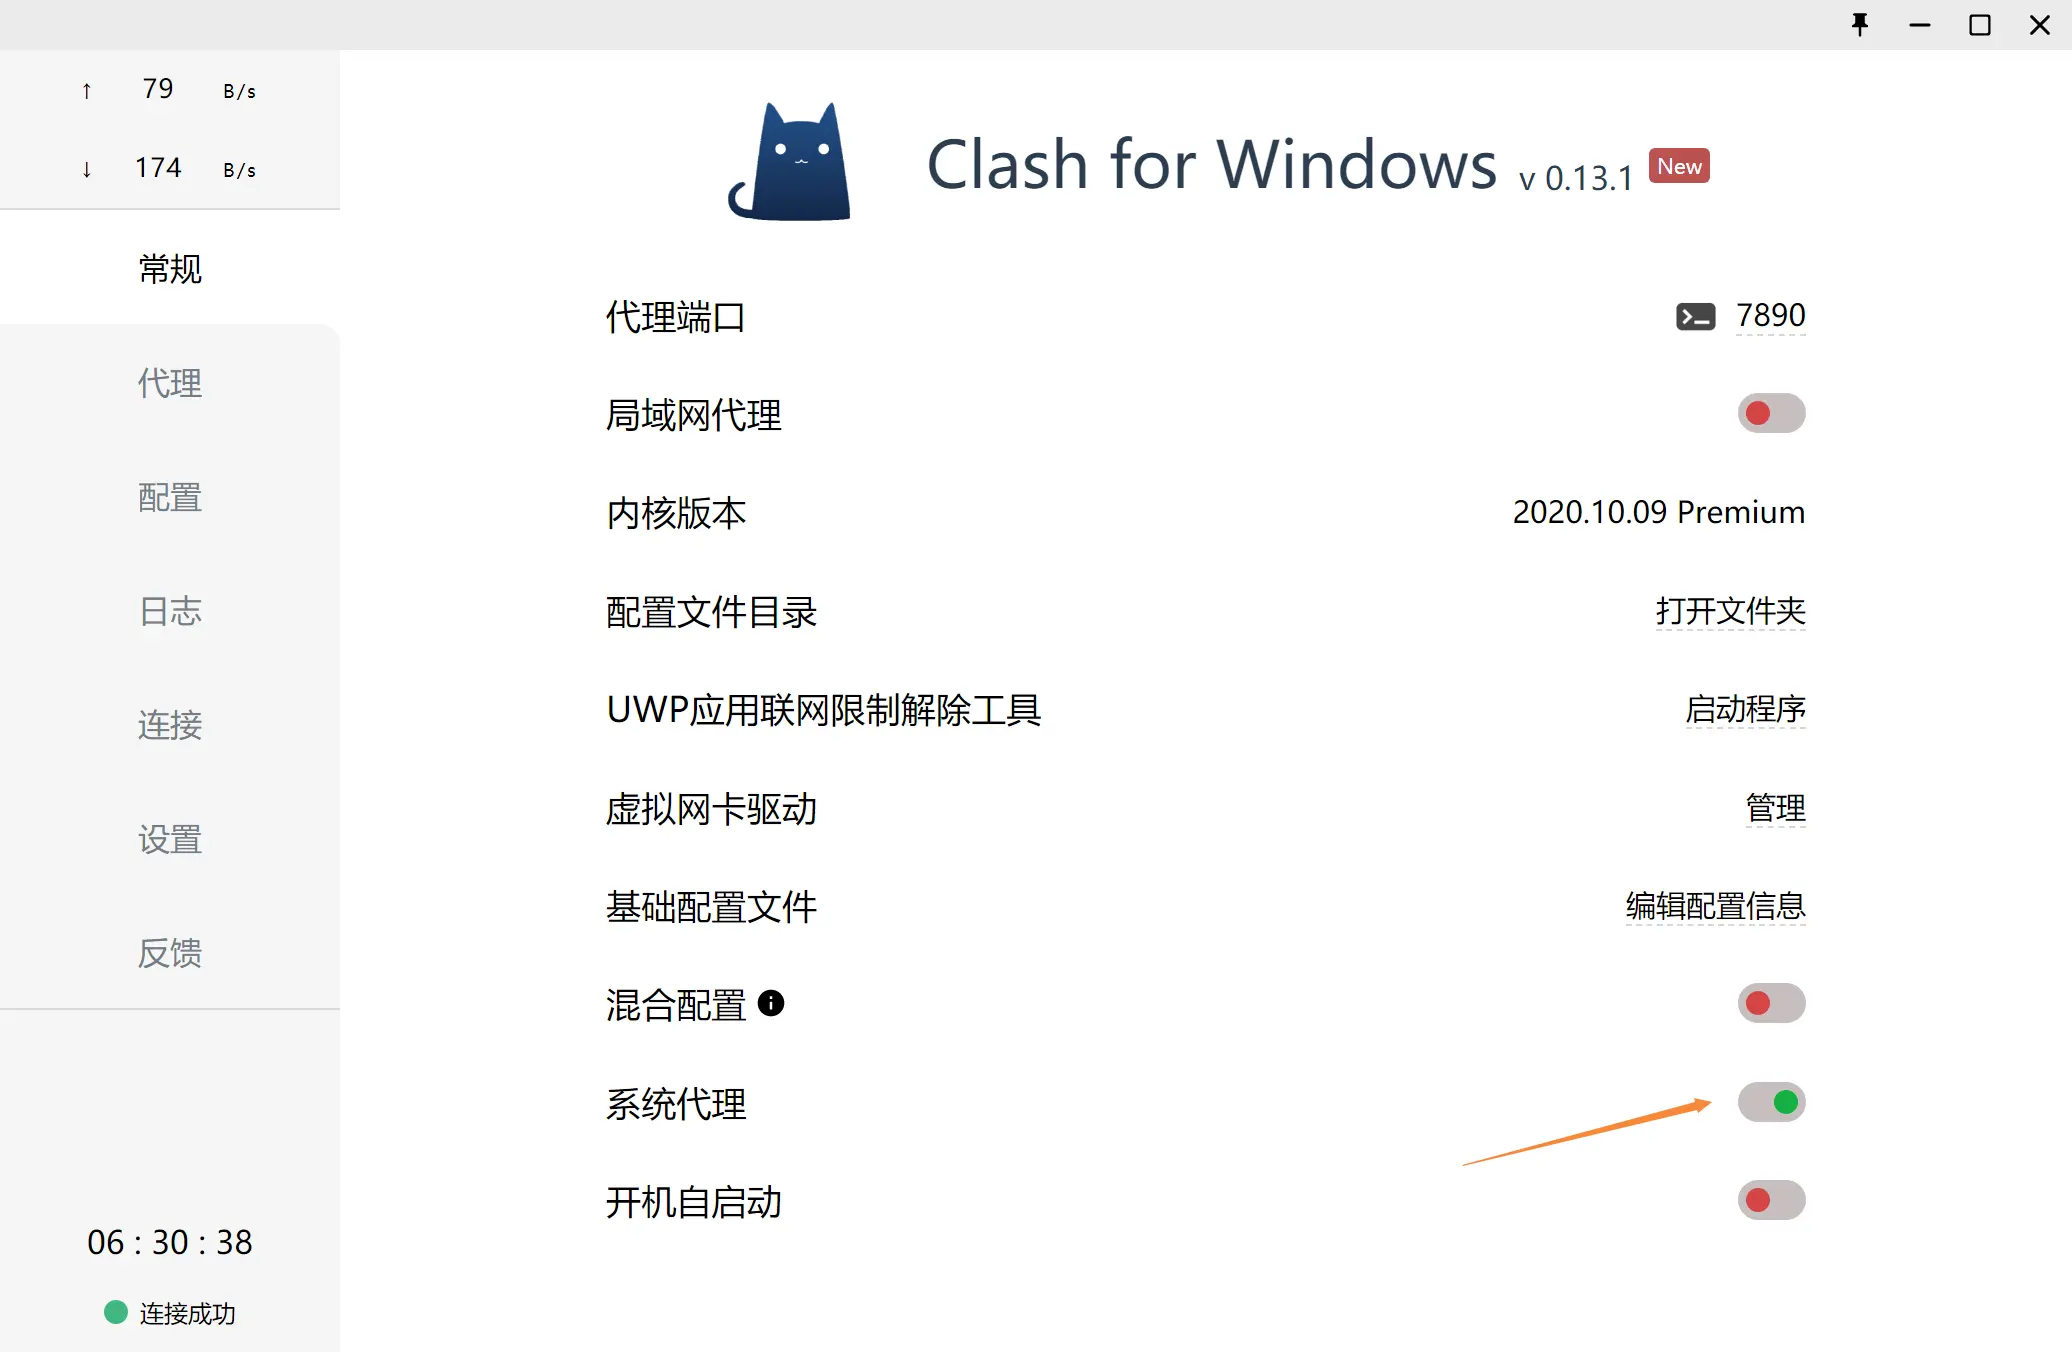 ↑ 79 B/s
↓ 174 B/s
常规
代理
配置
日志
连接
设置
反馈
06 : 30 : 38
连接成功
Clash for Windows v 0.13.1 New
代理端口 7890
局域网代理
内核版本 2020.10.09 Premium
配置文件目录 打开文件夹
UWP应用联网限制解除工具 启动程序
虚拟网卡驱动 管理
基础配置文件 编辑配置信息
混合配置
系统代理
开机自启动